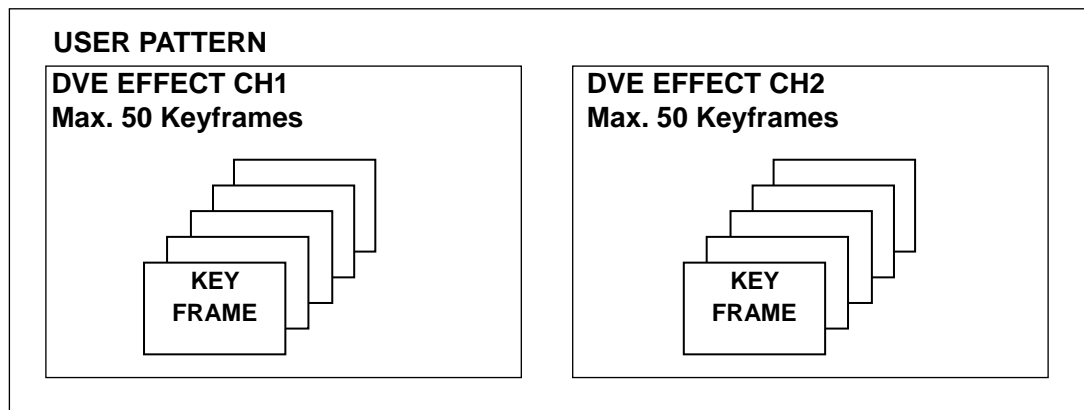 USER PATTERN
DVE EFFECT CH1
Max. 50 Keyframes
KEY
FRAME
DVE EFFECT CH2
Max. 50 Keyframes
KEY
FRAME